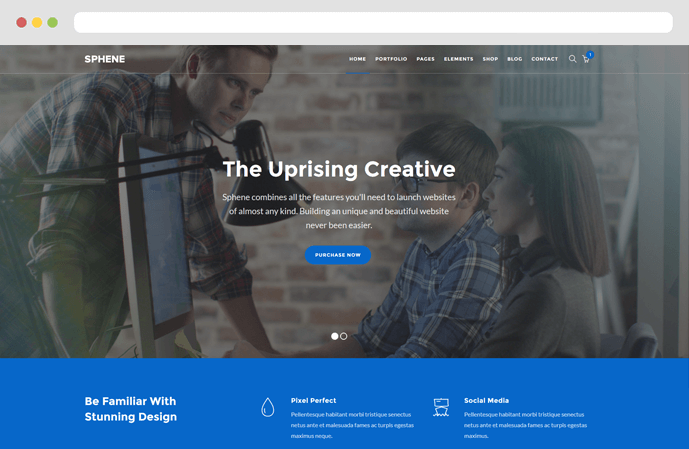 SPHENE
HOME PORTFOLIO PAGES ELEMENTS SHOP BLOG CONTACT 1
The Uprising Creative
Sphene combines all the features you'll need to launch websites
of almost any kind. Building an unique and beautiful website
never been easier.
PURCHASE NOW
Be Familiar With
Stunning Design
Pixel Perfect
Pellentesque habitant morbi tristique senectus
netus ante et malesuada fames ac turpis egestas
maximus neque.
Social Media
Pellentesque habitant morbi tristique senectus
netus ante et malesuada fames ac turpis egestas
maximus.